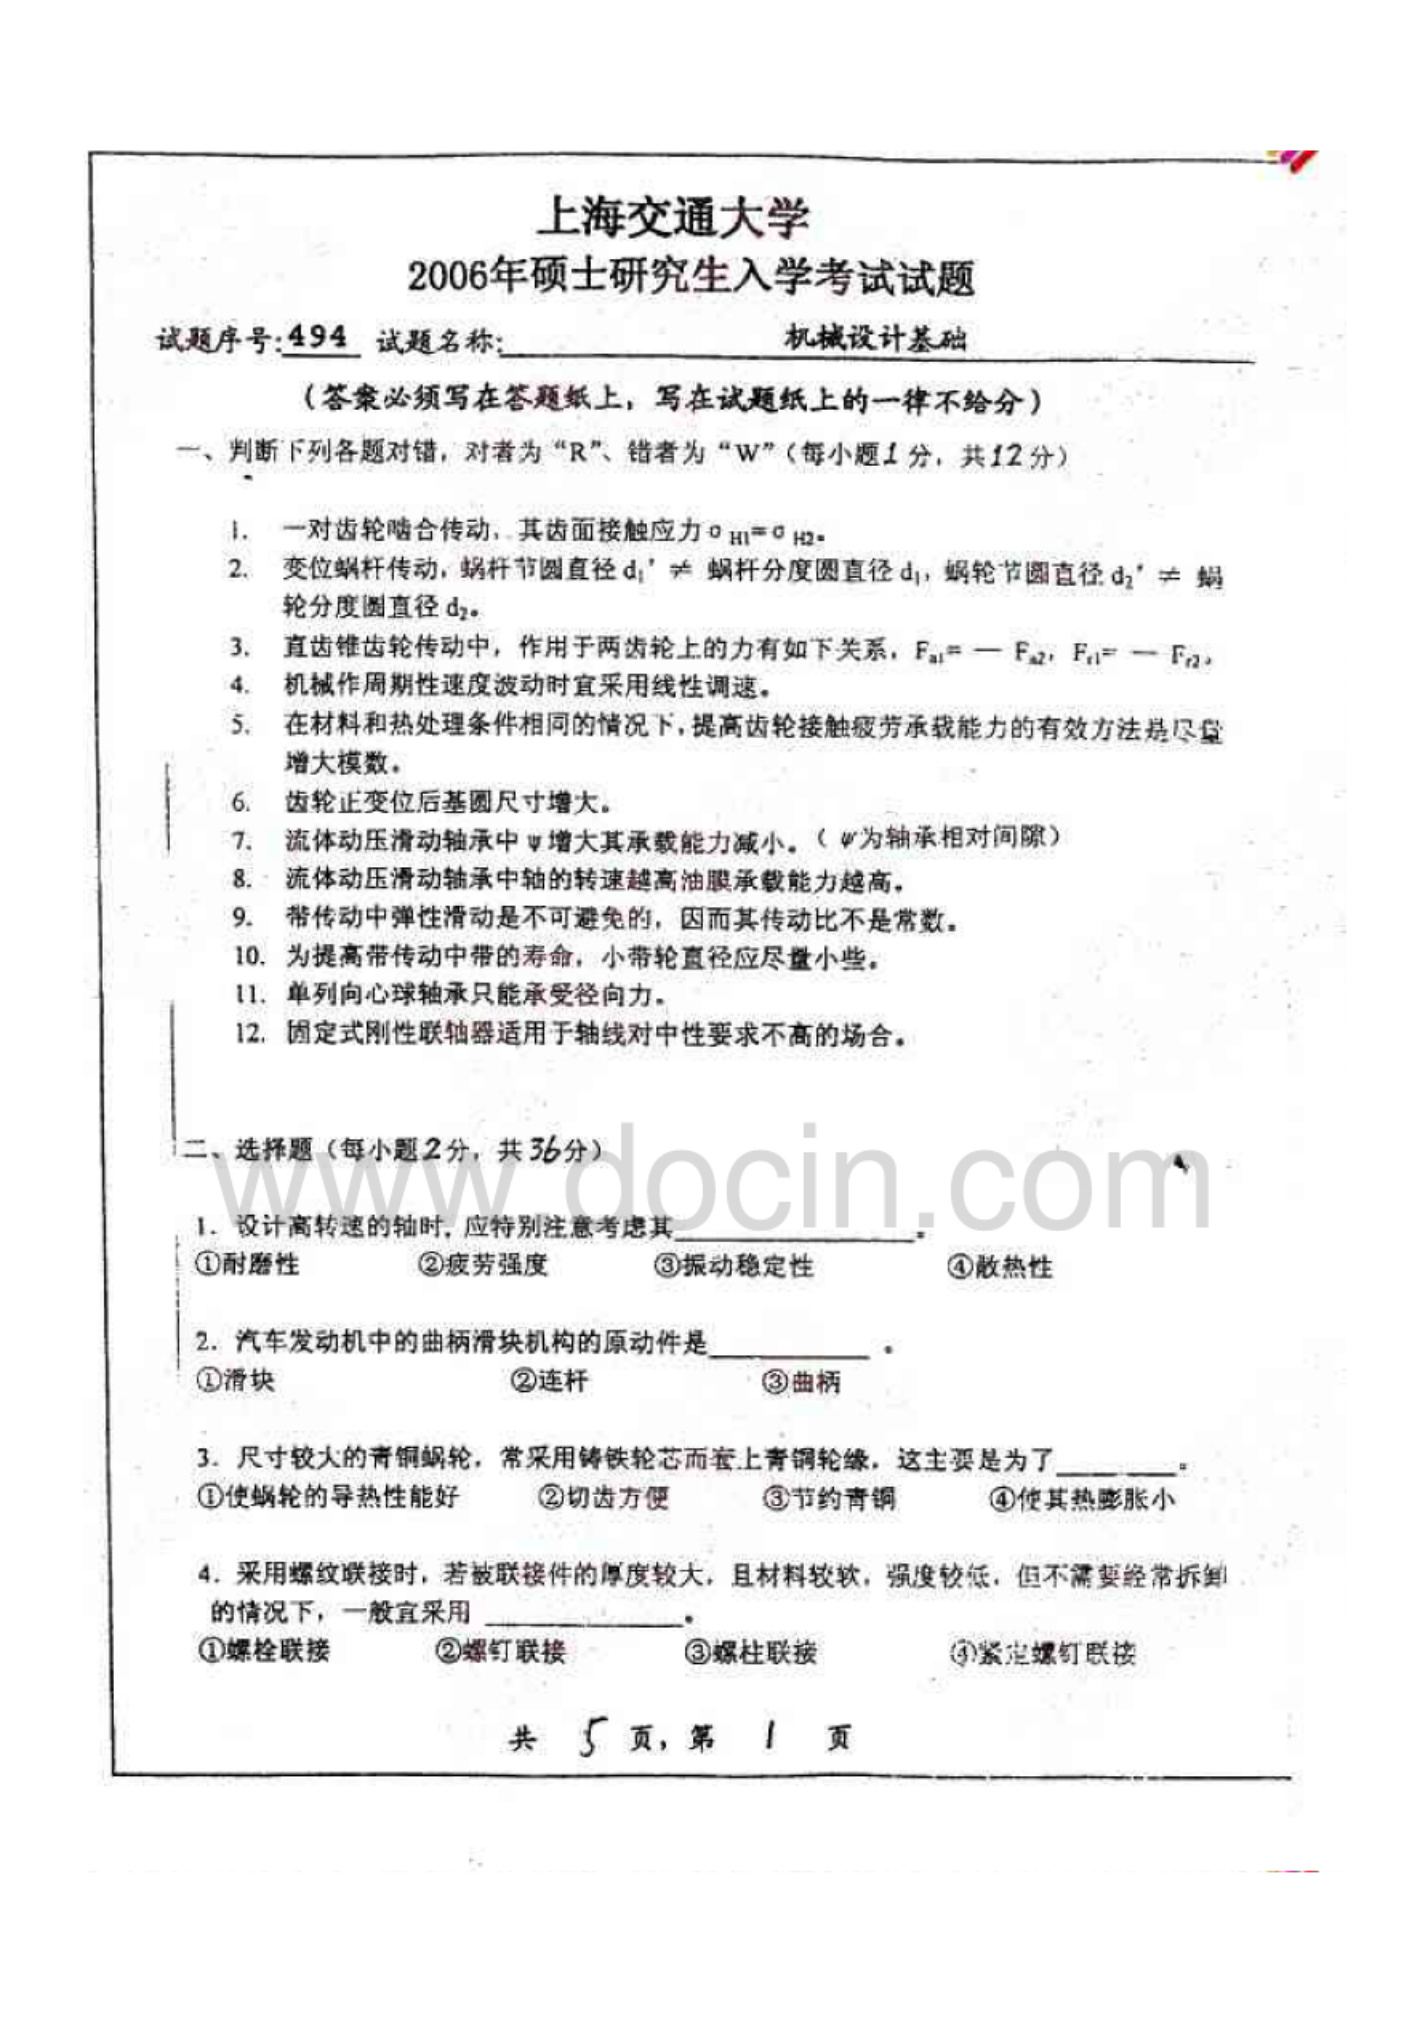 上海交通大学
2006年硕士研究生入学考试试题
试题序号:494 试题名称: 机械设计基础
(答案必须写在答题纸上，写在试题纸上的一律不给分)
一、判断下列各题对错，对者为“R”、错者为“W”(每小题1分，共12分)
1. 一对齿轮啮合传动，其齿面接触应力σH1=σH2。
2. 变位蜗杆传动，蜗杆节圆直径d1’≠ 蜗杆分度圆直径d1，蜗轮节圆直径d2’≠ 蜗
轮分度圆直径d2。
3. 直齿锥齿轮传动中，作用于两齿轮上的力有如下关系，Fa1= — Fa2，Fr1= — Fr2。
4. 机械作周期性速度波动时宜采用线性调速。
5. 在材料和热处理条件相同的情况下，提高齿轮接触疲劳承载能力的有效方法是尽量
增大模数。
6. 齿轮正变位后基圆尺寸增大。
7. 流体动压滑动轴承中ψ增大其承载能力减小。(ψ为轴承相对间隙)
8. 流体动压滑动轴承中轴的转速越高油膜承载能力越高。
9. 带传动中弹性滑动是不可避免的，因而其传动比不是常数。
10. 为提高带传动中带的寿命，小带轮直径应尽量小些。
11. 单列向心球轴承只能承受径向力。
12. 固定式刚性联轴器适用于轴线对中性要求不高的场合。
二、选择题(每小题2分，共36分)
www.docin.com
1. 设计高转速的轴时，应特别注意考虑其__________。
①耐磨性 ②疲劳强度 ③振动稳定性 ④散热性
2. 汽车发动机中的曲柄滑块机构的原动件是__________。
①滑块 ②连杆 ③曲柄
3. 尺寸较大的青铜蜗轮，常采用铸铁轮芯而套上青铜轮缘，这主要是为了________。
①使蜗轮的导热性能好 ②切齿方便 ③节约青铜 ④使其热膨胀小
4. 采用螺纹联接时，若被联接件的厚度较大，且材料较软，强度较低，但不需要经常拆卸
的情况下，一般宜采用 __________。
①螺栓联接 ②螺钉联接 ③螺柱联接 ④紧定螺钉联接
共 5 页，第 1 页